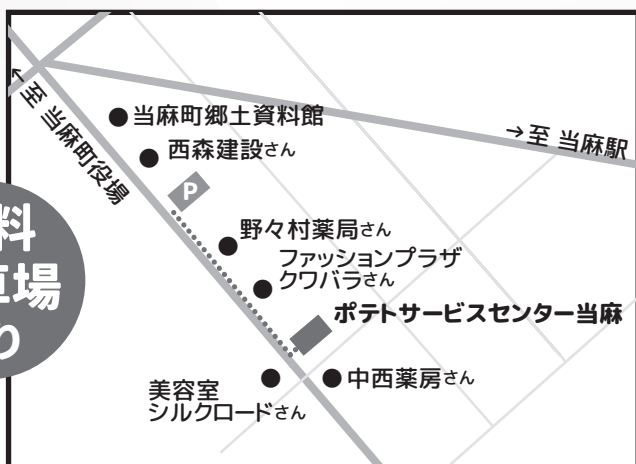 ←至 当麻町役場
当麻町郷土資料館
西森建設さん
→至 当麻駅
P
野々村薬局さん
ファッションプラザ
クワバラさん
ポテトサービスセンター当麻
美容室
シルクロードさん
中西薬房さん
料
場
り